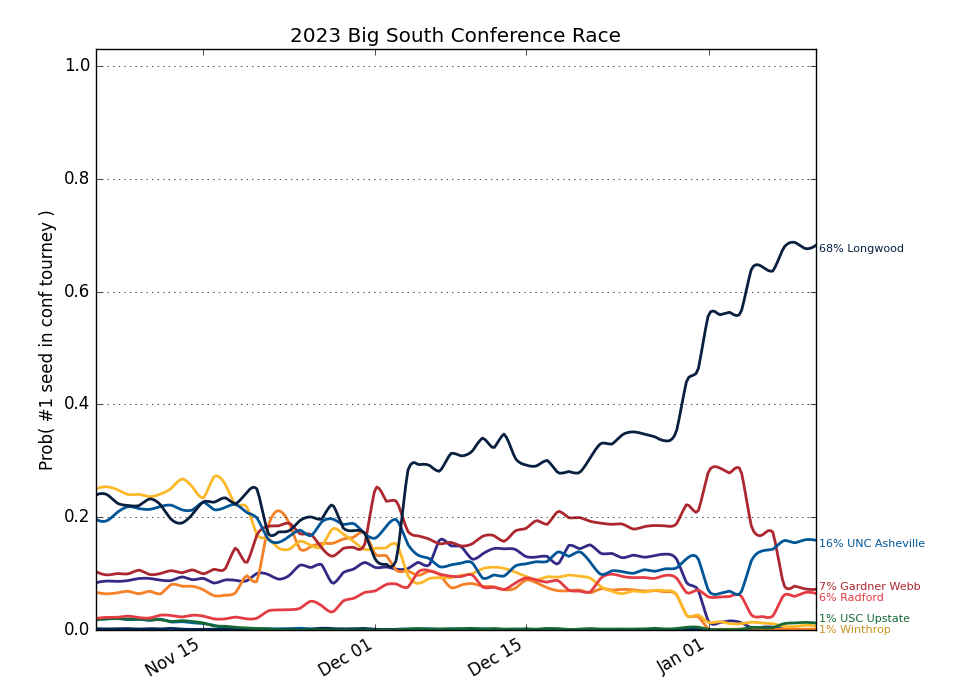 2023 Big South Conference Race
Prob( #1 seed in conf tourney )
1.0
0.8
0.6
0.4
0.2
0.0
Nov 15
Dec 01
Dec 15
Jan 01
68% Longwood
16% UNC Asheville
7% Gardner Webb
6% Radford
1% USC Upstate
1% Winthrop